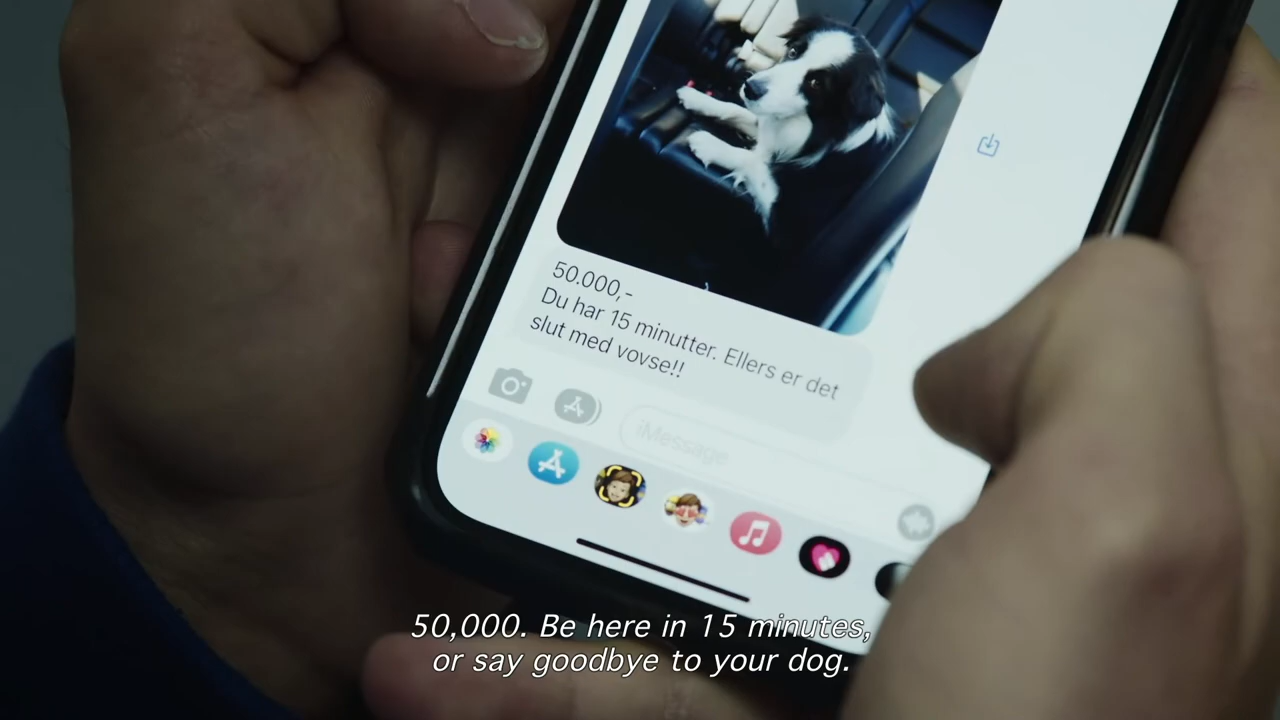 50.000,-
Du har 15 minutter. Ellers er det
slut med vovse!!
iMessage
50,000. Be here in 15 minutes,
or say goodbye to your dog.